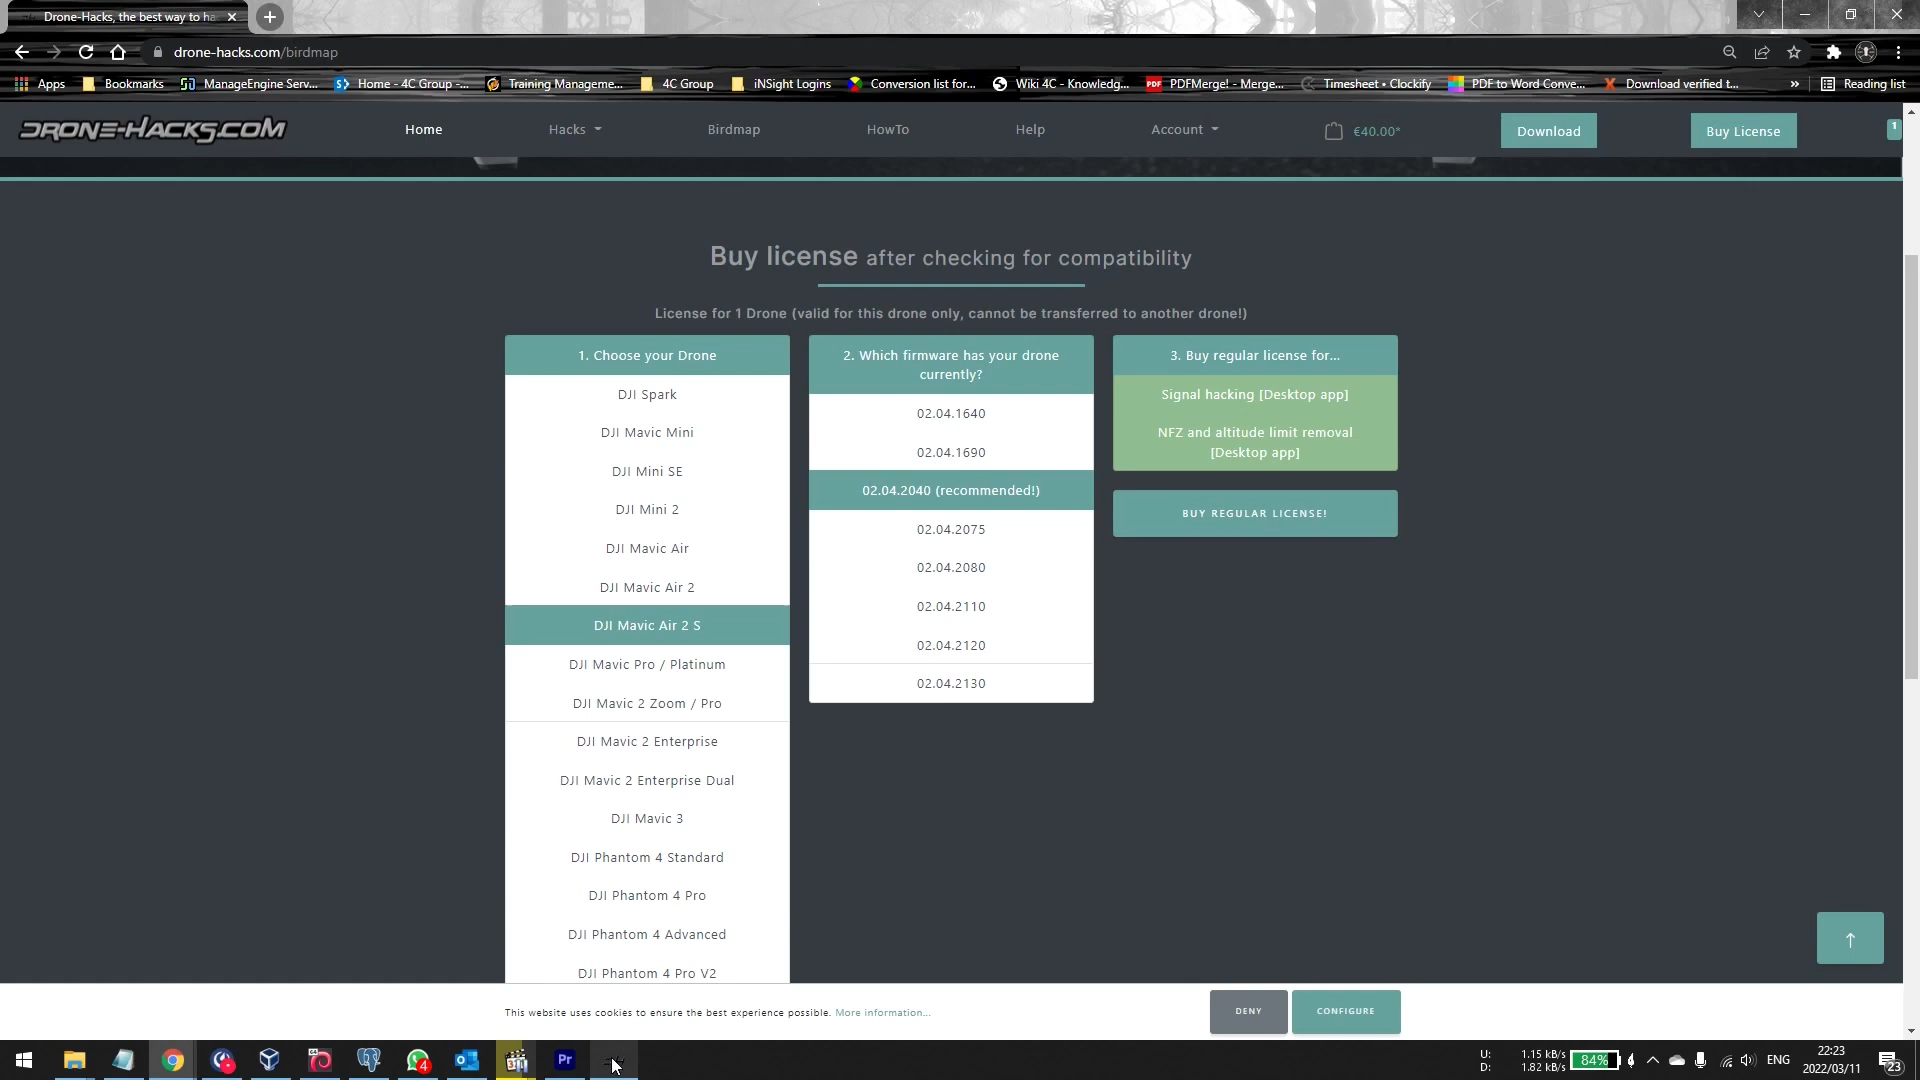 Drone-Hacks, the best way to ha
drone-hacks.com/birdmap
Apps
Bookmarks
ManageEngine Serv...
Home - 4C Group -...
Training Manageme...
4C Group
iNSight Logins
Conversion list for...
Wiki 4C - Knowledg...
PDFMerge! - Merge...
Timesheet • Clockify
PDF to Word Conve...
Download verified t...
»
Reading list
DRONE-HACKS.COM
Home
Hacks
Birdmap
HowTo
Help
Account
€40.00*
Download
Buy License
1
Buy license after checking for compatibility
License for 1 Drone (valid for this drone only, cannot be transferred to another drone!)
1. Choose your Drone
DJI Spark
DJI Mavic Mini
DJI Mini SE
DJI Mini 2
DJI Mavic Air
DJI Mavic Air 2
DJI Mavic Air 2 S
DJI Mavic Pro / Platinum
DJI Mavic 2 Zoom / Pro
DJI Mavic 2 Enterprise
DJI Mavic 2 Enterprise Dual
DJI Mavic 3
DJI Phantom 4 Standard
DJI Phantom 4 Pro
DJI Phantom 4 Advanced
DJI Phantom 4 Pro V2
2. Which firmware has your drone
currently?
02.04.1640
02.04.1690
02.04.2040 (recommended!)
02.04.2075
02.04.2080
02.04.2110
02.04.2120
02.04.2130
3. Buy regular license for...
Signal hacking [Desktop app]
NFZ and altitude limit removal
[Desktop app]
BUY REGULAR LICENSE!
This website uses cookies to ensure the best experience possible. More information...
DENY
CONFIGURE
4
Pr
U: 1.15 kB/s
D: 1.82 kB/s
84%
ENG
22:23
2022/03/11
23